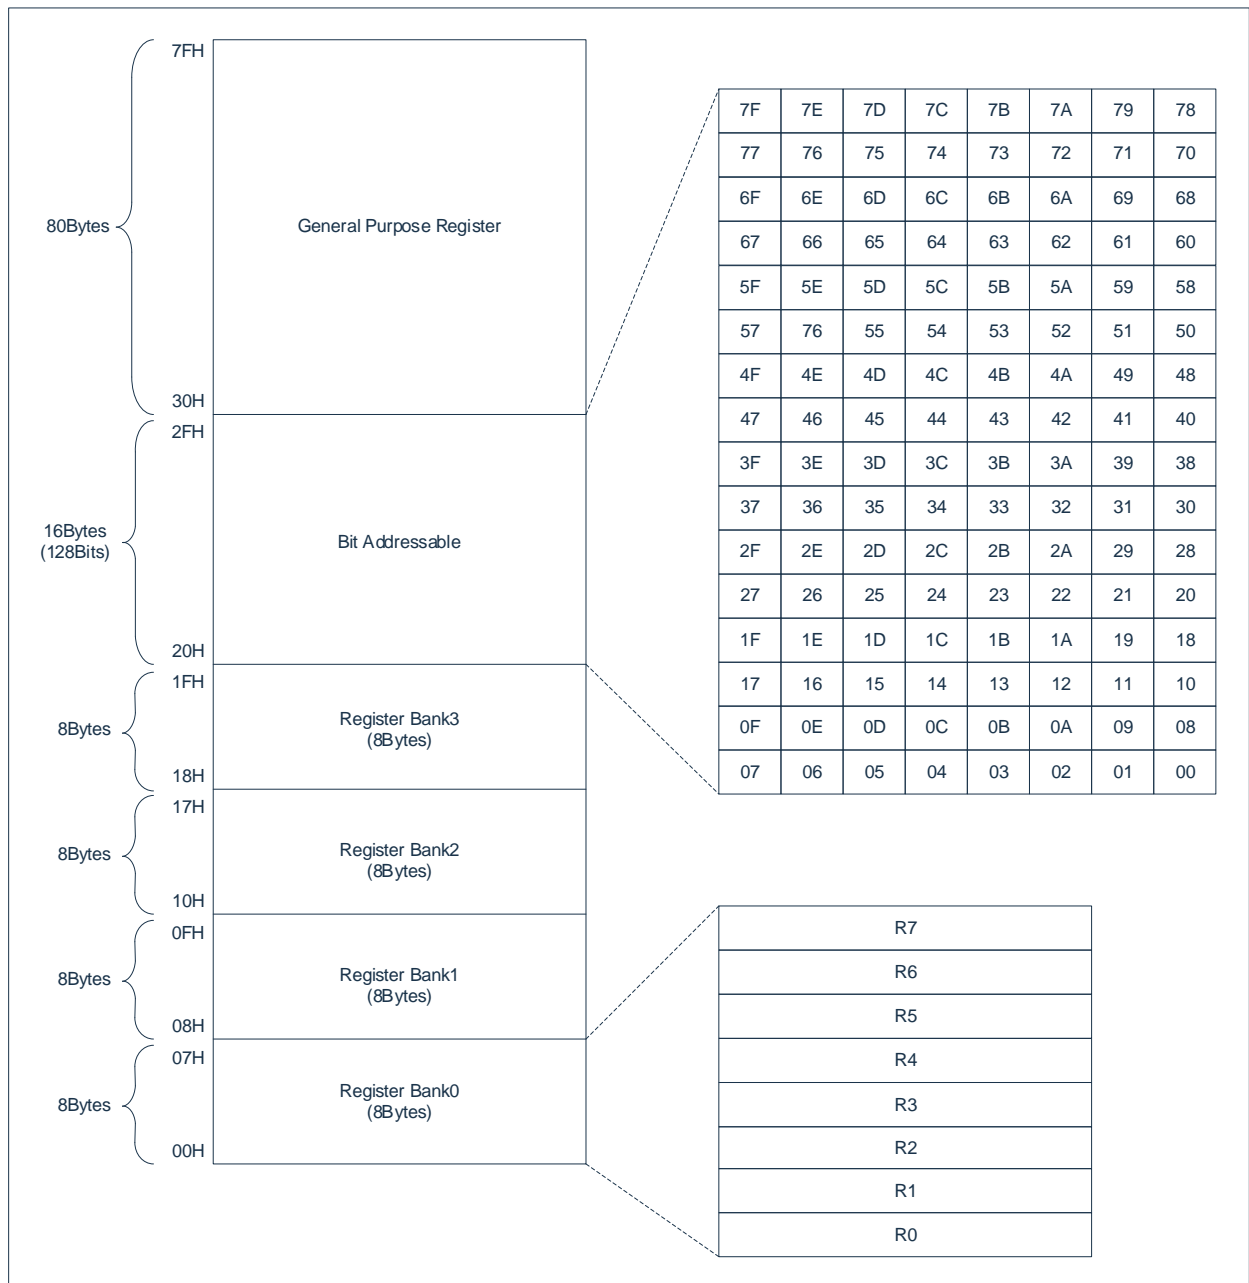 7FH
80Bytes
General Purpose Register
30H
2FH
16Bytes
(128Bits)
Bit Addressable
20H
1FH
8Bytes
Register Bank3
(8Bytes)
18H
17H
8Bytes
Register Bank2
(8Bytes)
10H
0FH
8Bytes
Register Bank1
(8Bytes)
08H
07H
8Bytes
Register Bank0
(8Bytes)
00H
7F 7E 7D 7C 7B 7A 79 78
77 76 75 74 73 72 71 70
6F 6E 6D 6C 6B 6A 69 68
67 66 65 64 63 62 61 60
5F 5E 5D 5C 5B 5A 59 58
57 76 55 54 53 52 51 50
4F 4E 4D 4C 4B 4A 49 48
47 46 45 44 43 42 41 40
3F 3E 3D 3C 3B 3A 39 38
37 36 35 34 33 32 31 30
2F 2E 2D 2C 2B 2A 29 28
27 26 25 24 23 22 21 20
1F 1E 1D 1C 1B 1A 19 18
17 16 15 14 13 12 11 10
0F 0E 0D 0C 0B 0A 09 08
07 06 05 04 03 02 01 00
R7
R6
R5
R4
R3
R2
R1
R0